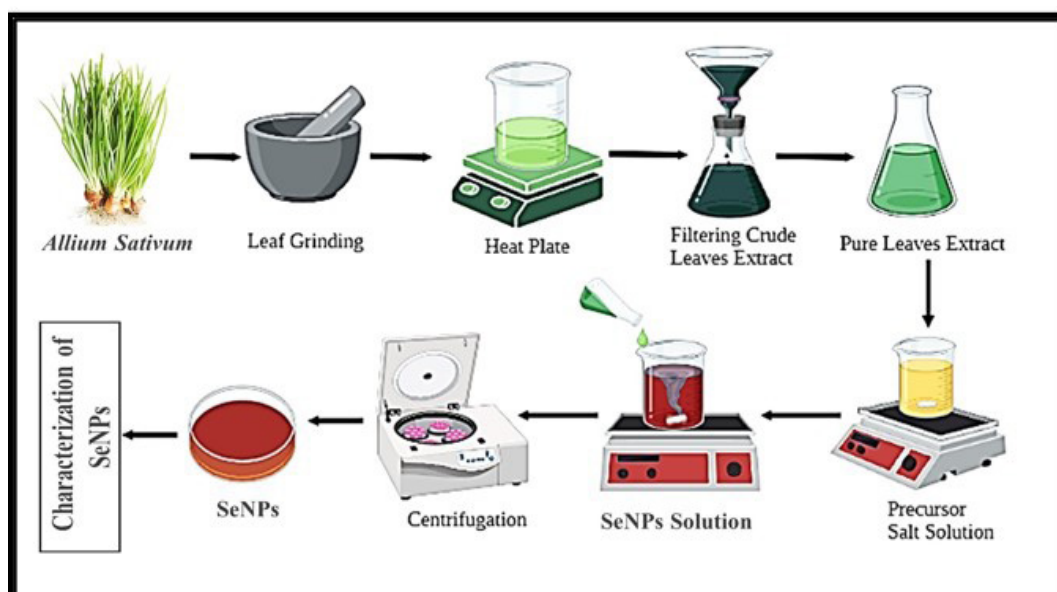 Allium Sativum
Leaf Grinding
Heat Plate
Filtering Crude
Leaves Extract
Pure Leaves Extract
Precursor
Salt Solution
SeNPs Solution
Centrifugation
SeNPs
Characterization of
SeNPs